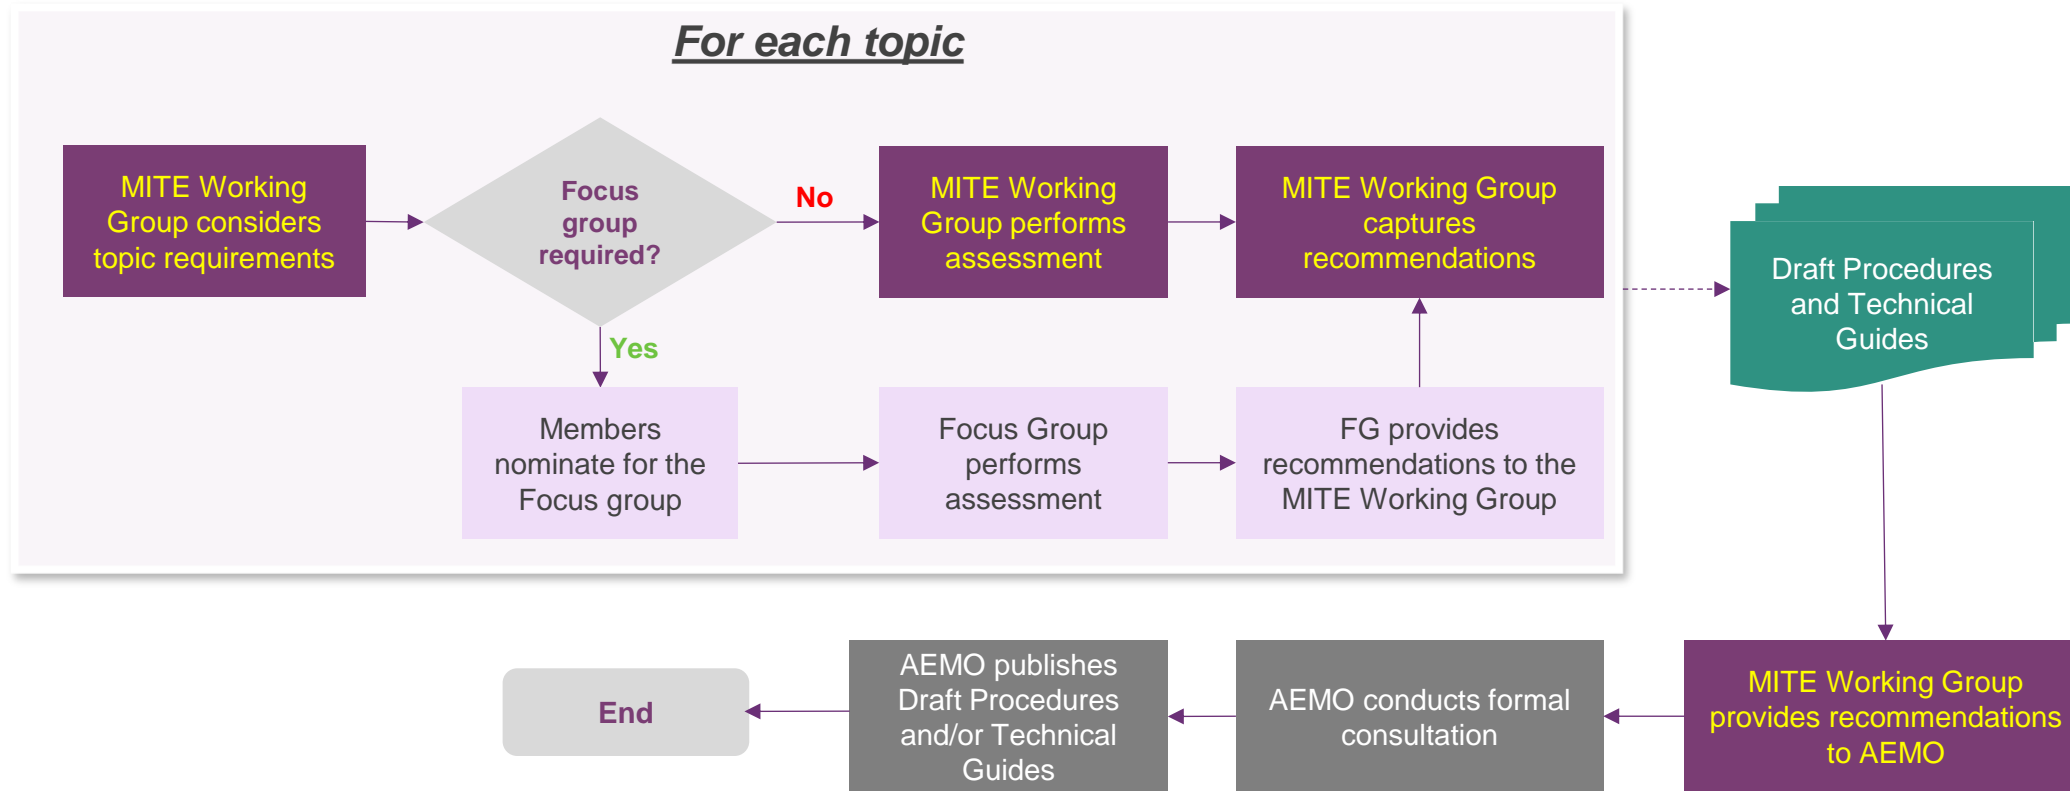 For each topic
MITE Working
Group considers
topic requirements
Focus
group
required?
No
MITE Working
Group performs
assessment
MITE Working Group
captures
recommendations
Draft Procedures
and Technical
Guides
Yes
Members
nominate for the
Focus group
Focus Group
performs
assessment
FG provides
recommendations to the
MITE Working Group
End
AEMO publishes
Draft Procedures
and/or Technical
Guides
AEMO conducts formal
consultation
MITE Working Group
provides recommendations
to AEMO